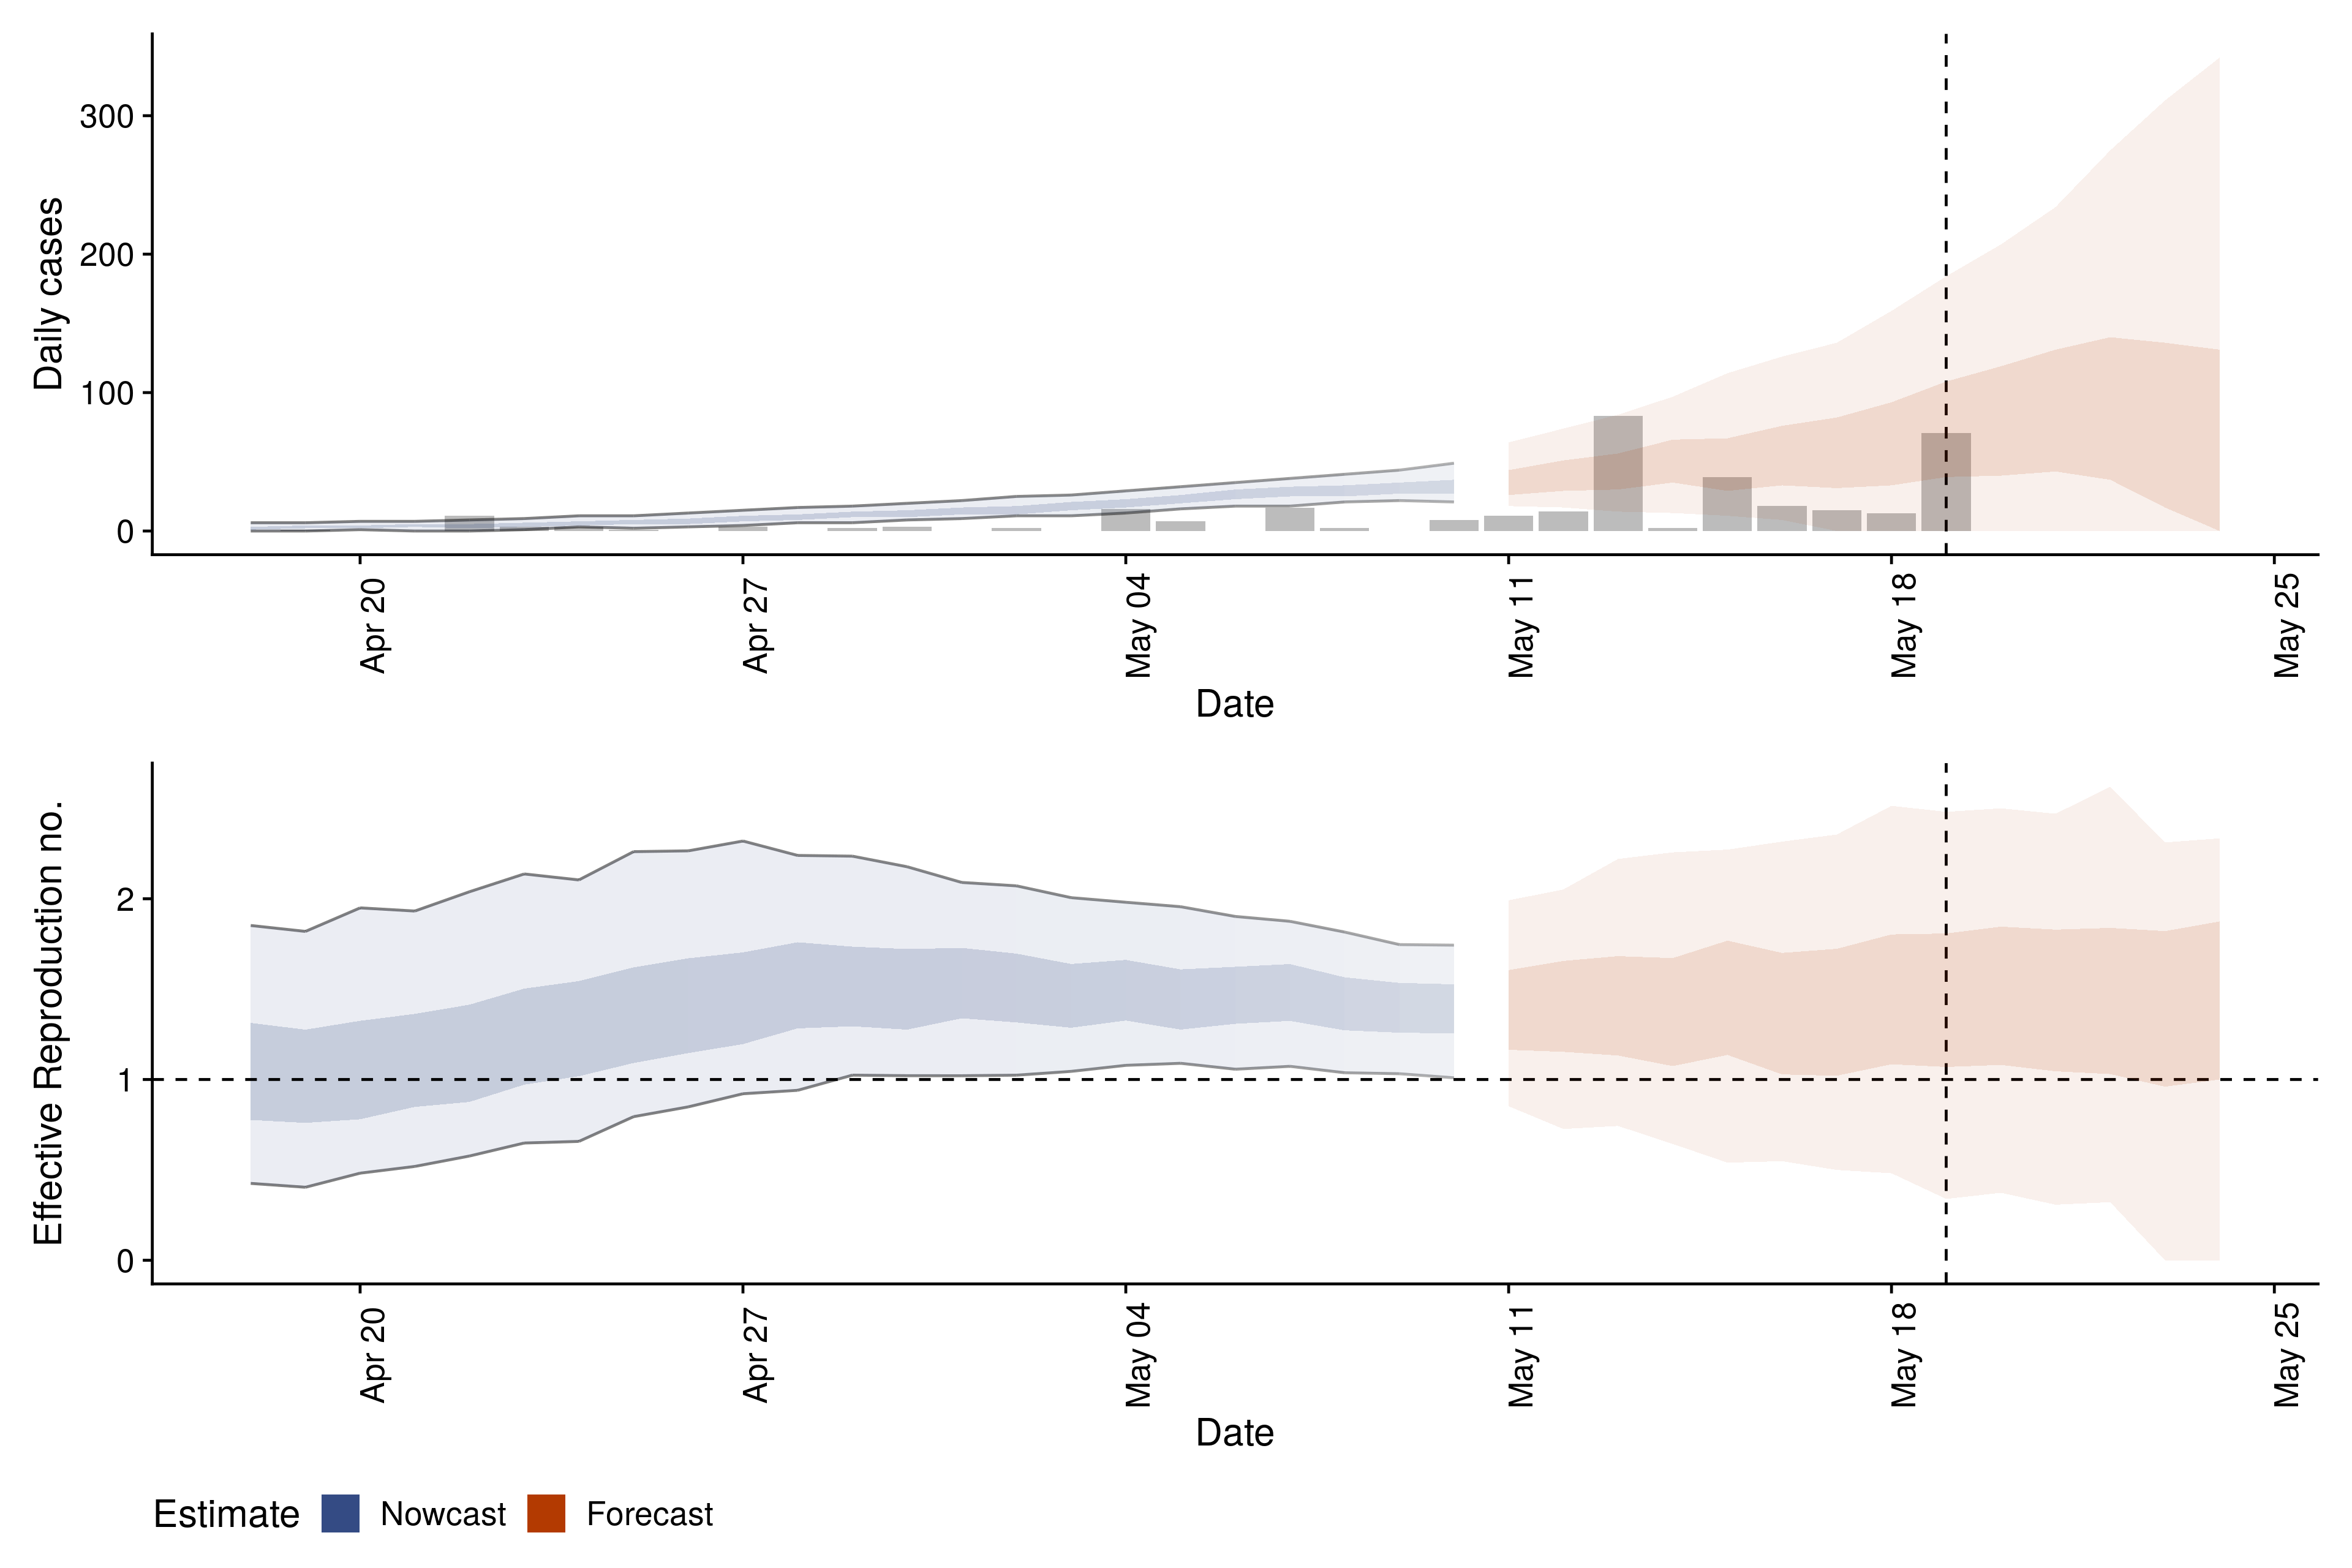 Daily cases
300
200
100
0
Apr 20
Apr 27
May 04
May 11
May 18
May 25
Date
Effective Reproduction no.
2
1
0
Apr 20
Apr 27
May 04
May 11
May 18
May 25
Date
Estimate Nowcast Forecast